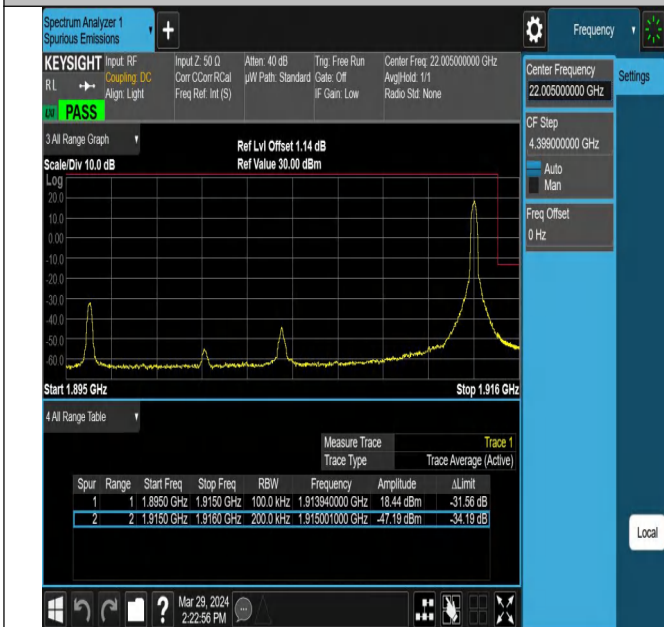 Spectrum Analyzer 1
Spurious Emissions
Frequency
KEYSIGHT Input: RF
RL
Coupling: DC
Align: Light
Input Z: 50 Ω
Corr CCorr RCal
Freq Ref: Int (S)
Atten: 40 dB
µW Path: Standard
Trig: Free Run
Gate: Off
IF Gain: Low
Center Freq: 22.005000000 GHz
Avg|Hold: 1/1
Radio Std: None
PASS
Center Frequency
22.005000000 GHz
Settings
CF Step
4.399000000 GHz
Auto
Man
Freq Offset
0 Hz
3 All Range Graph
Scale/Div 10.0 dB
Ref Lvl Offset 1.14 dB
Ref Value 30.00 dBm
Log
20.0
10.0
0.00
-10.0
-20.0
-30.0
-40.0
-50.0
-60.0
Start 1.895 GHz
Stop 1.916 GHz
4 All Range Table
Measure Trace Trace 1
Trace Type Trace Average (Active)
Spur Range Start Freq Stop Freq RBW Frequency Amplitude ΔLimit
1 1 1.8950 GHz 1.9150 GHz 100.0 kHz 1.913940000 GHz 18.44 dBm -31.56 dB
2 2 1.9150 GHz 1.9160 GHz 200.0 kHz 1.915001000 GHz -47.19 dBm -34.19 dB
Local
Mar 29, 2024
2:22:56 PM